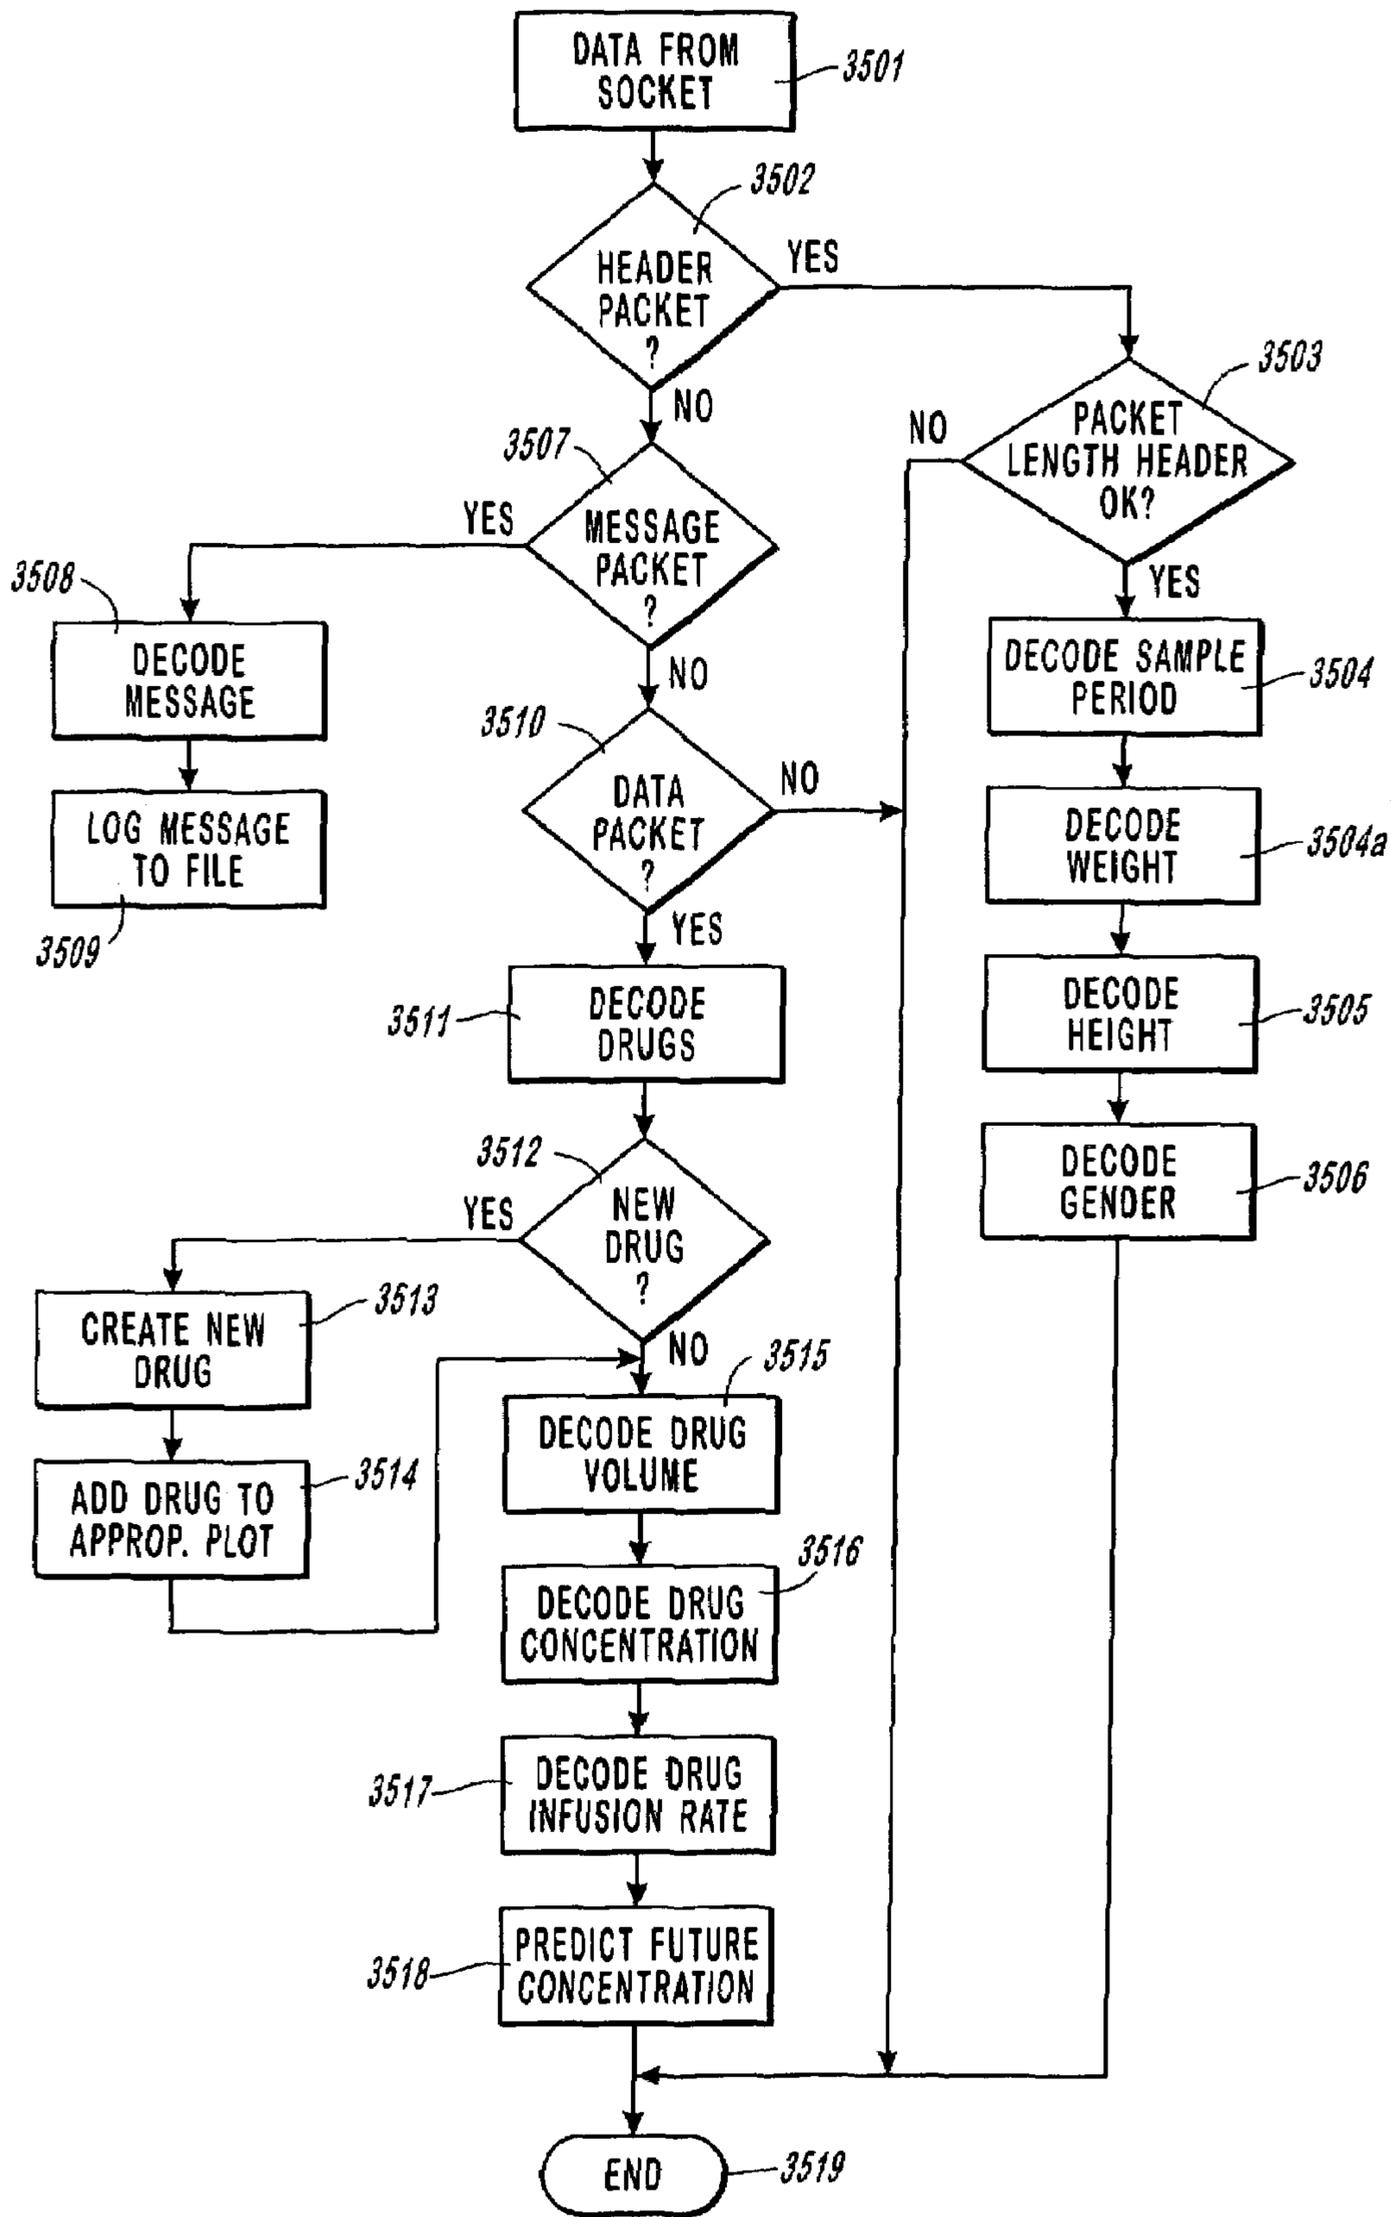 DATA FROM
SOCKET
3501
3502
HEADER
PACKET
?
YES
NO
3503
PACKET
LENGTH HEADER
OK?
NO
YES
3507
MESSAGE
PACKET
?
YES
NO
3508
DECODE
MESSAGE
LOG MESSAGE
TO FILE
3509
DECODE SAMPLE
PERIOD
3504
DECODE
WEIGHT
3504a
DECODE
HEIGHT
3505
DECODE
GENDER
3506
3510
DATA
PACKET
?
NO
YES
3511
DECODE
DRUGS
3512
NEW
DRUG
?
YES
NO
3513
CREATE NEW
DRUG
3514
ADD DRUG TO
APPROP. PLOT
3515
DECODE DRUG
VOLUME
3516
DECODE DRUG
CONCENTRATION
3517
DECODE DRUG
INFUSION RATE
3518
PREDICT FUTURE
CONCENTRATION
END
3519